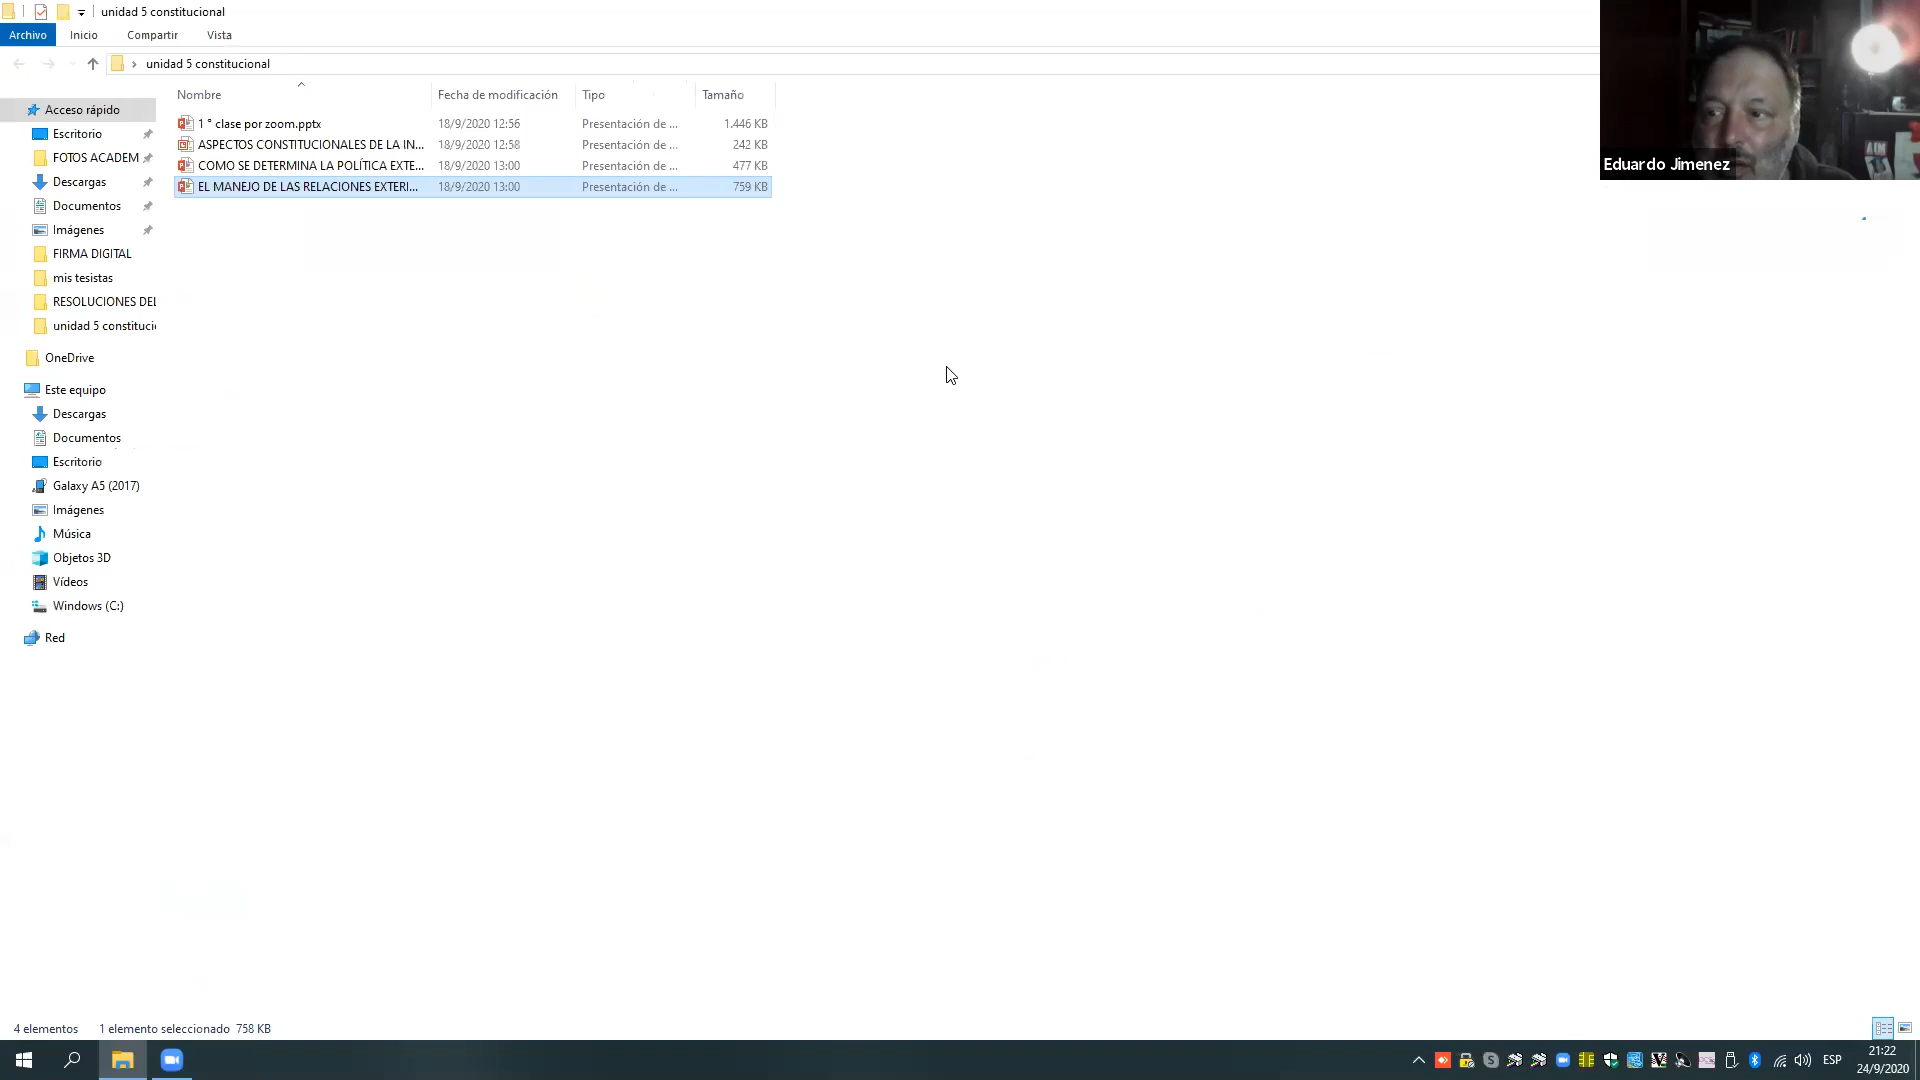 unidad 5 constitucional
Archivo Inicio Compartir Vista
unidad 5 constitucional
Nombre Fecha de modificación Tipo Tamaño
1 ° clase por zoom.pptx 18/9/2020 12:56 Presentación de ... 1.446 KB
ASPECTOS CONSTITUCIONALES DE LA IN... 18/9/2020 12:58 Presentación de ... 242 KB
COMO SE DETERMINA LA POLÍTICA EXTE... 18/9/2020 13:00 Presentación de ... 477 KB
EL MANEJO DE LAS RELACIONES EXTERI... 18/9/2020 13:00 Presentación de ... 759 KB
Acceso rápido
Escritorio
FOTOS ACADEM
Descargas
Documentos
Imágenes
FIRMA DIGITAL
mis tesistas
RESOLUCIONES DEL
unidad 5 constitucio
OneDrive
Este equipo
Descargas
Documentos
Escritorio
Galaxy A5 (2017)
Imágenes
Música
Objetos 3D
Vídeos
Windows (C:)
Red
Eduardo Jimenez
4 elementos 1 elemento seleccionado 758 KB
ESP
21:22
24/9/2020